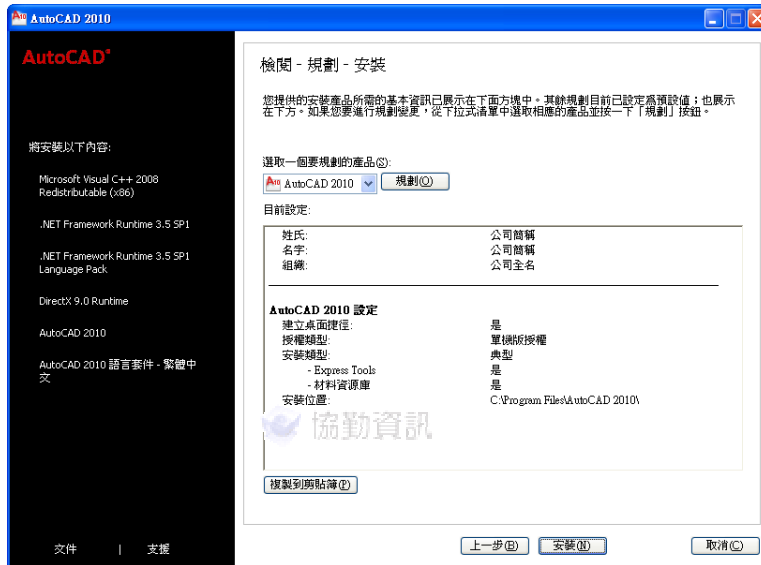 AutoCAD 2010
AutoCAD®
將安裝以下內容:
Microsoft Visual C++ 2008
Redistributable (x86)
.NET Framework Runtime 3.5 SP1
.NET Framework Runtime 3.5 SP1
Language Pack
DirectX 9.0 Runtime
AutoCAD 2010
AutoCAD 2010 語言套件 - 繁體中
文
文件 | 支援
檢閱 - 規劃 - 安裝
您提供的安裝產品所需的基本資訊已展示在下面方塊中。其餘規劃目前已設定為預設值；也展示
在下方。如果您要進行規劃變更，從下拉式清單中選取相應的產品並按一下「規劃」按鈕。
選取一個要規劃的產品(S):
AutoCAD 2010 規劃(O)
目前設定:
姓氏: 公司簡稱
名字: 公司簡稱
組織: 公司全名
AutoCAD 2010 設定
建立桌面捷徑: 是
授權類型: 單機版授權
安裝類型: 典型
- Express Tools 是
- 材料資源庫 是
安裝位置: C:\Program Files\AutoCAD 2010\
協勤資訊
複製到剪貼簿(P)
上一步(B) 安裝(N) 取消(C)